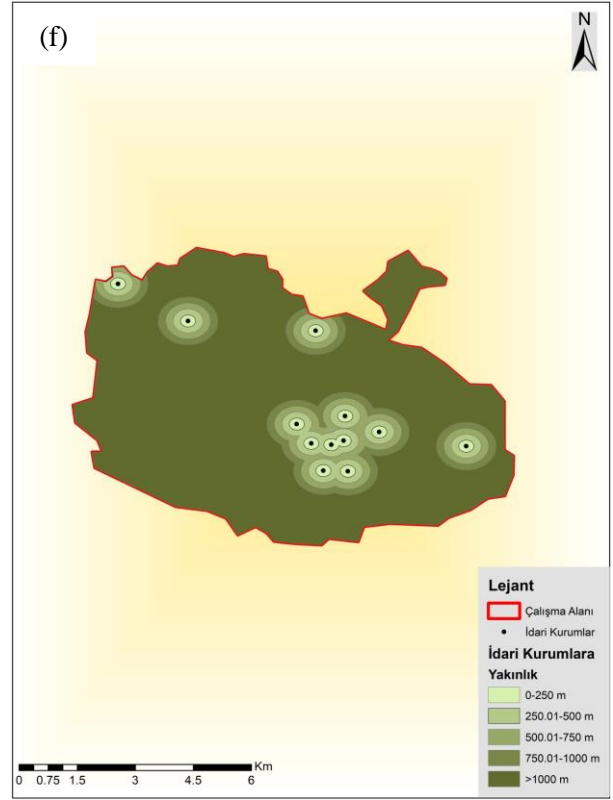 (f)
N
Lejant
Çalışma Alanı
İdari Kurumlar
İdari Kurumlara
Yakınlık
0-250 m
250.01-500 m
500.01-750 m
750.01-1000 m
>1000 m
Km
0 0.75 1.5 3 4.5 6